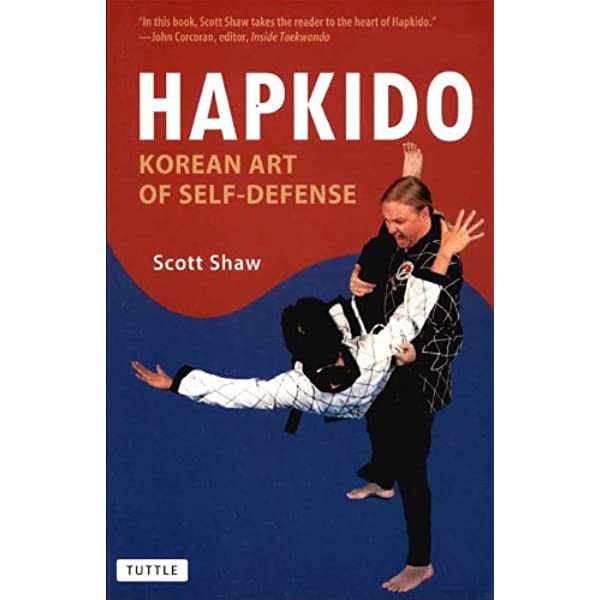 "In this book, Scott Shaw takes the reader to the heart of Hapkido."
—John Corcoran, editor, Inside Taekwondo
HAPKIDO
KOREAN ART
OF SELF-DEFENSE
Scott Shaw
TUTTLE